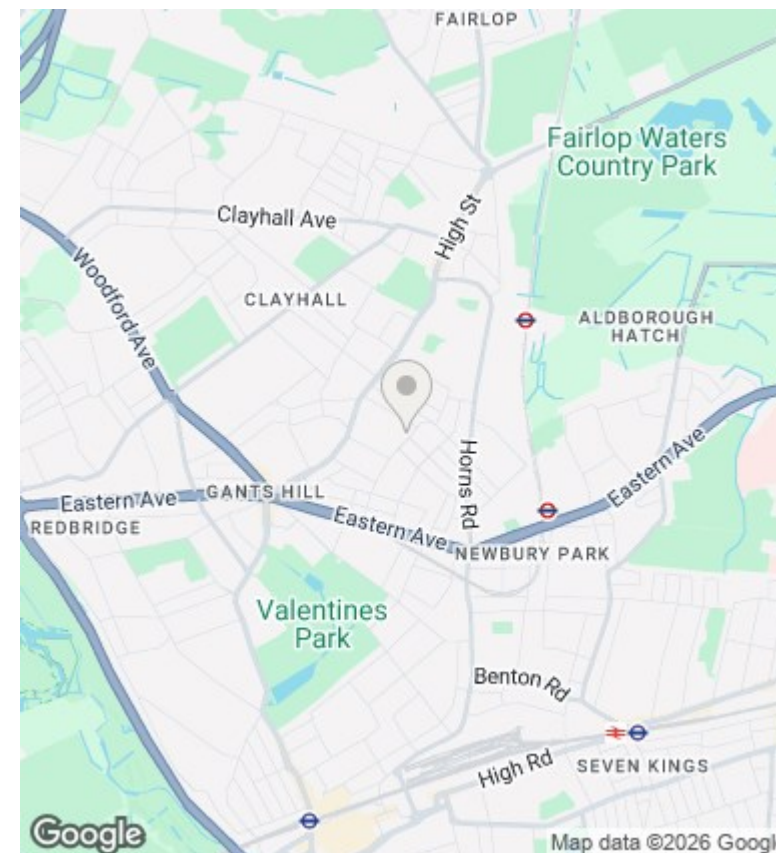 FAIRLOP
Fairlop Waters
Country Park
Clayhall Ave
High St
Woodford Ave
CLAYHALL
ALDBOROUGH
HATCH
Horns Rd
Eastern Ave
Eastern Ave
GANTS HILL
Eastern Ave
REDBRIDGE
NEWBURY PARK
Valentines
Park
Benton Rd
High Rd
SEVEN KINGS
Google
Map data ©2026 Googl